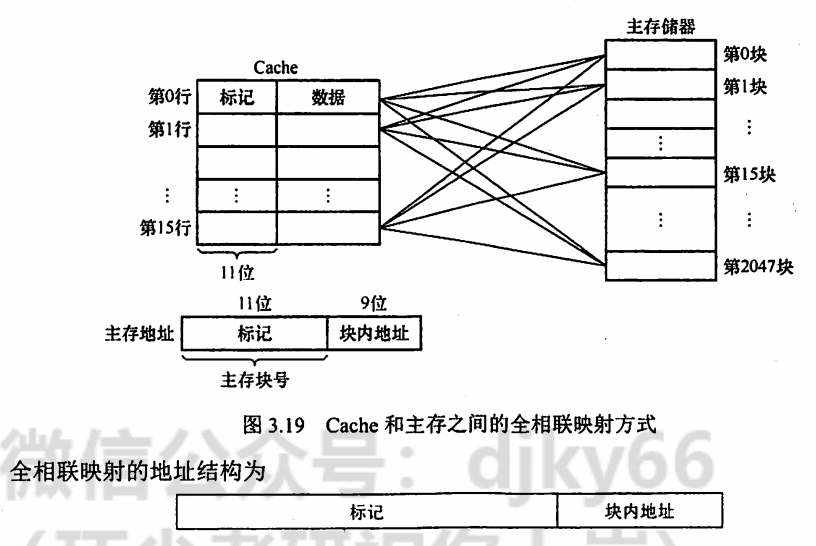 主存储器
Cache
第0块
第0行 标记 数据
第1块
第1行
⋮
⋮
第15块
⋮ ⋮ ⋮
第15行
⋮ ⋮
11位
第2047块
11位 9位
主存地址 标记 块内地址
主存块号
图 3.19 Cache 和主存之间的全相联映射方式
微信公众号：djky66
全相联映射的地址结构为
标记 块内地址